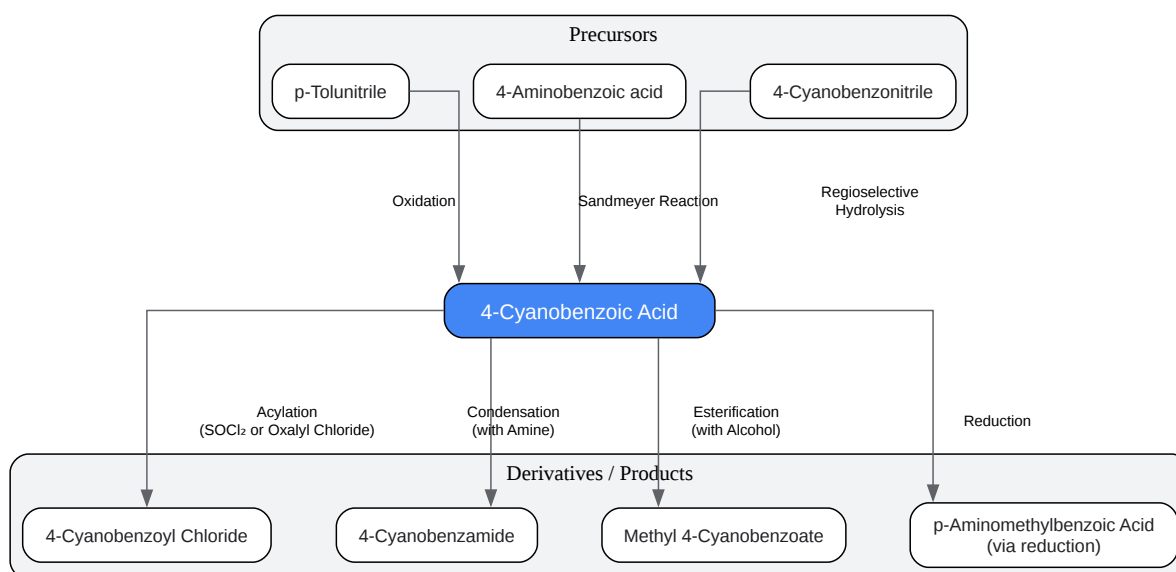 Precursors
p-Tolunitrile
4-Aminobenzoic acid
4-Cyanobenzonitrile
Oxidation
Sandmeyer Reaction
Regioselective
Hydrolysis
4-Cyanobenzoic Acid
Acylation
(SOCl₂ or Oxalyl Chloride)
Condensation
(with Amine)
Esterification
(with Alcohol)
Reduction
Derivatives / Products
4-Cyanobenzoyl Chloride
4-Cyanobenzamide
Methyl 4-Cyanobenzoate
p-Aminomethylbenzoic Acid
(via reduction)